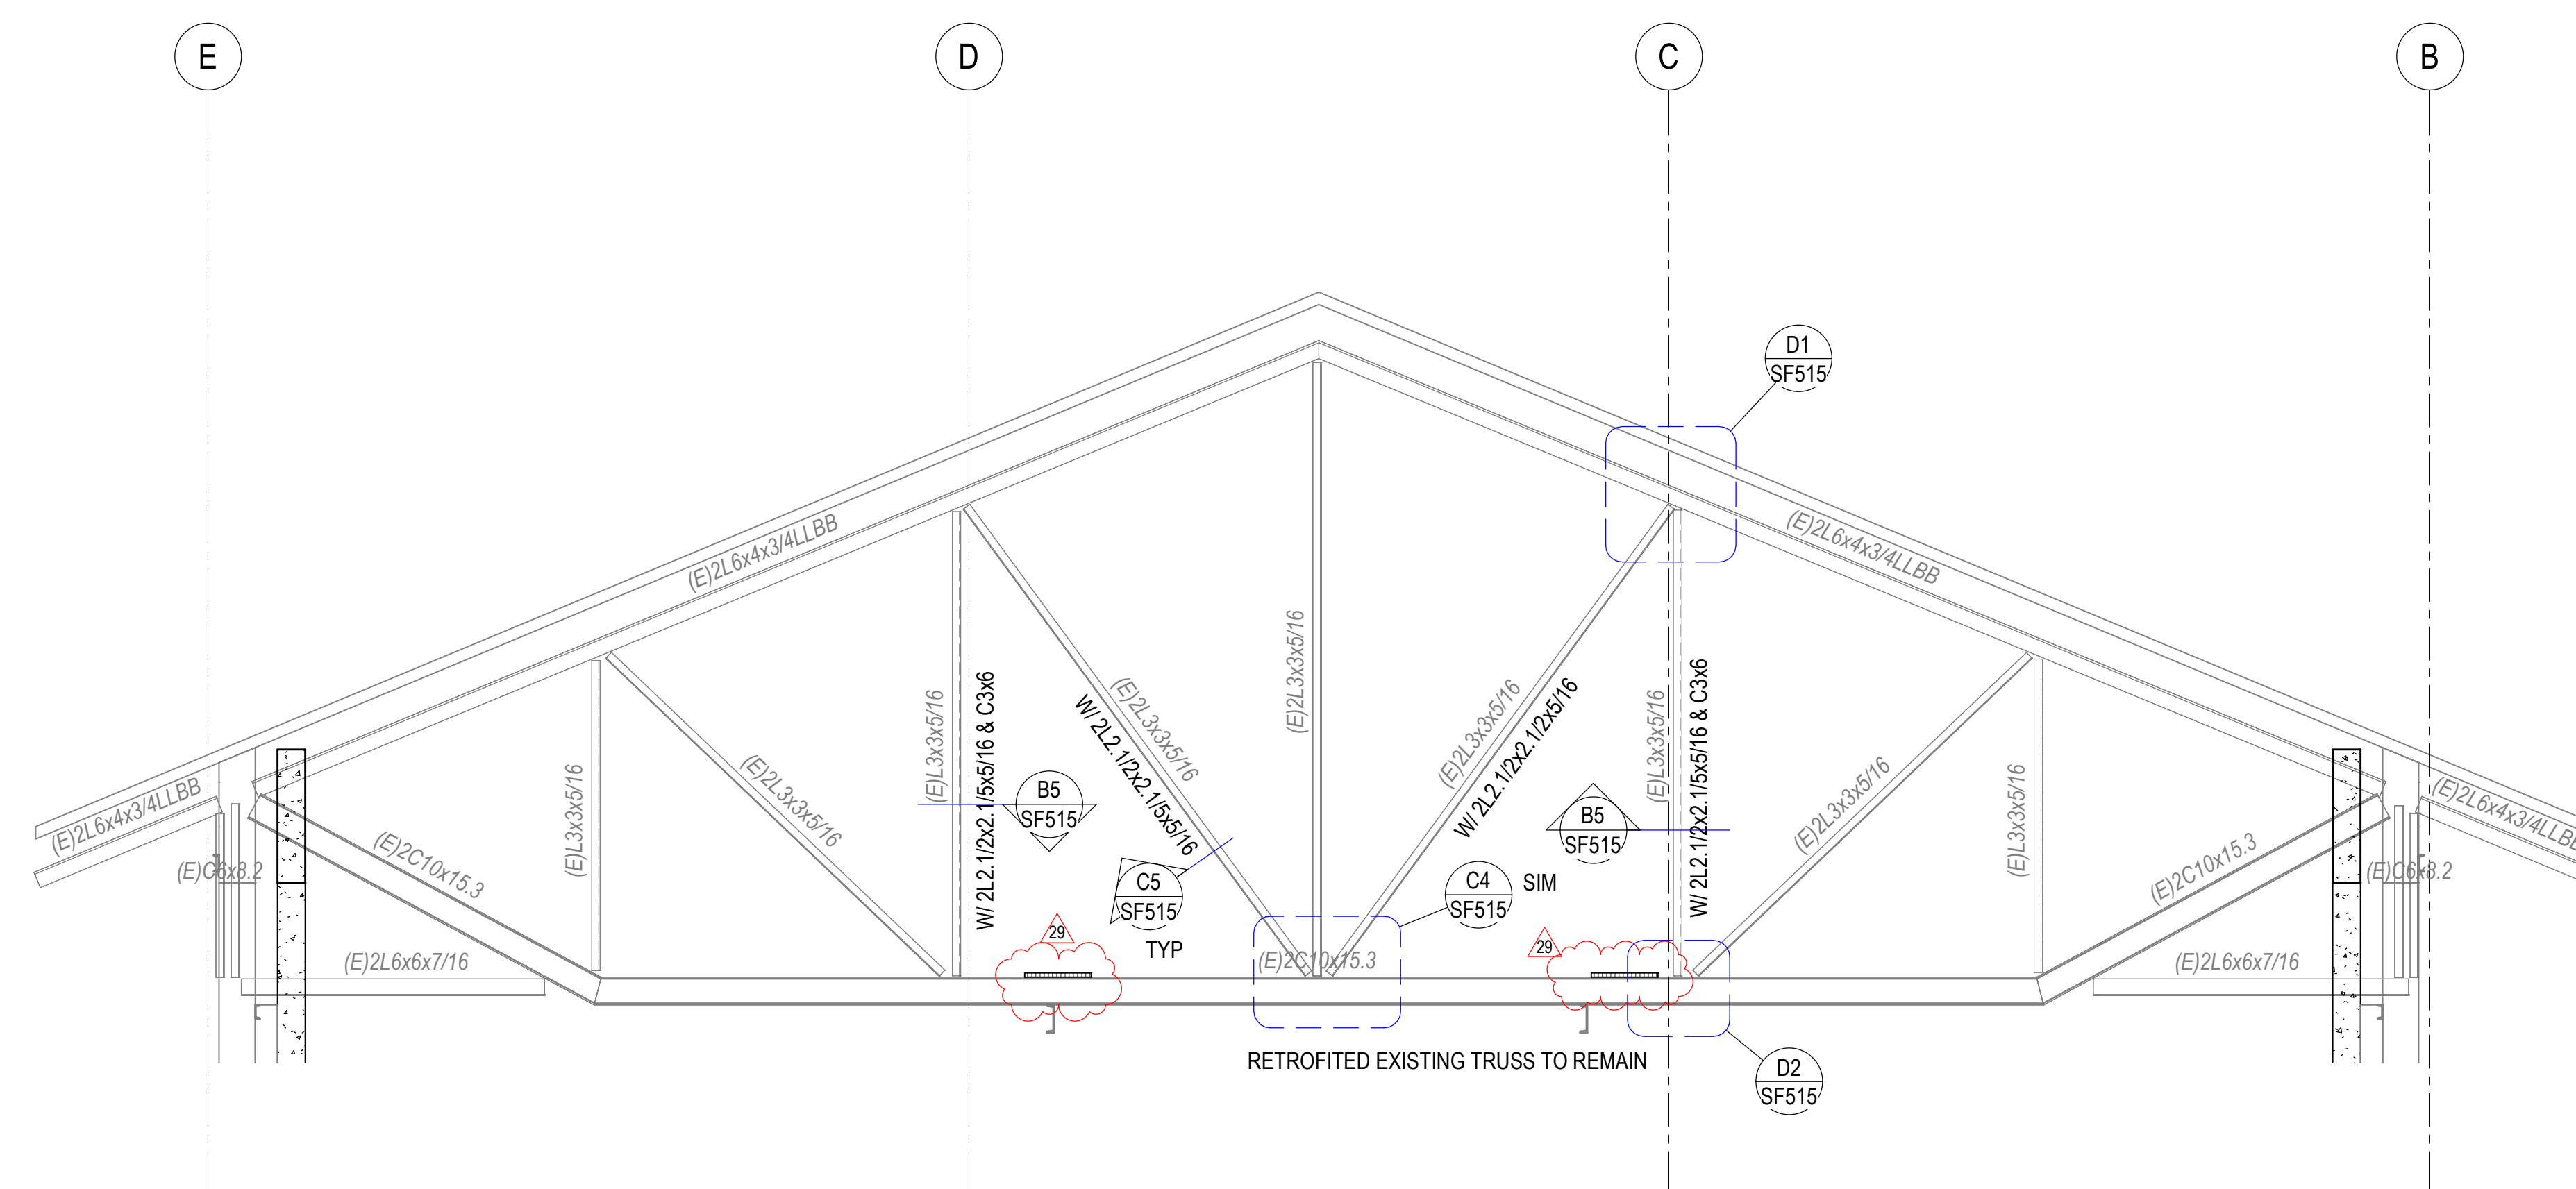 E
D
C
B
D1
SF515
(E)2L6x4x3/4LLBB
(E)2L6x4x3/4LLBB
(E)2L6x4x3/4LLBB
(E)2L6x4x3/4LLBB
(E)C6x8.2
(E)2C10x15.3
(E)2L6x6x7/16
(E)L3x3x5/16
(E)2L3x3x5/16
(E)L3x3x5/16
W/ 2L2.1/2x2.1/5x5/16 & C3x6
B5
SF515
(E)2L3x3x5/16
W/ 2L2.1/2x2.1/5x5/16
C5
SF515
TYP
29
(E)2L3x3x5/16
(E)2C10x15.3
(E)2L3x3x5/16
W/ 2L2.1/2x2.1/2x5/16
C4
SF515
SIM
B5
SF515
29
(E)L3x3x5/16
W/ 2L2.1/2x2.1/5x5/16 & C3x6
(E)2L3x3x5/16
(E)L3x3x5/16
(E)2C10x15.3
(E)2L6x6x7/16
(E)C6x8.2
RETROFITED EXISTING TRUSS TO REMAIN
D2
SF515